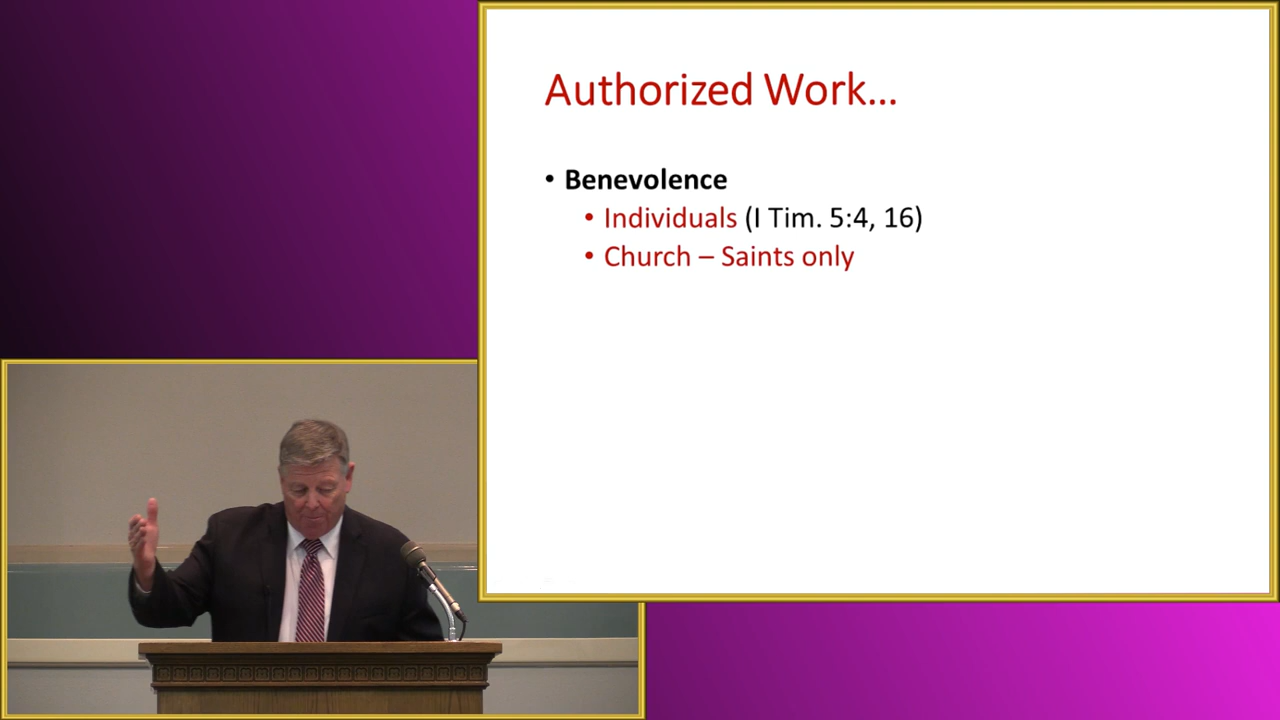 Authorized Work...
• Benevolence
• Individuals (I Tim. 5:4, 16)
• Church – Saints only